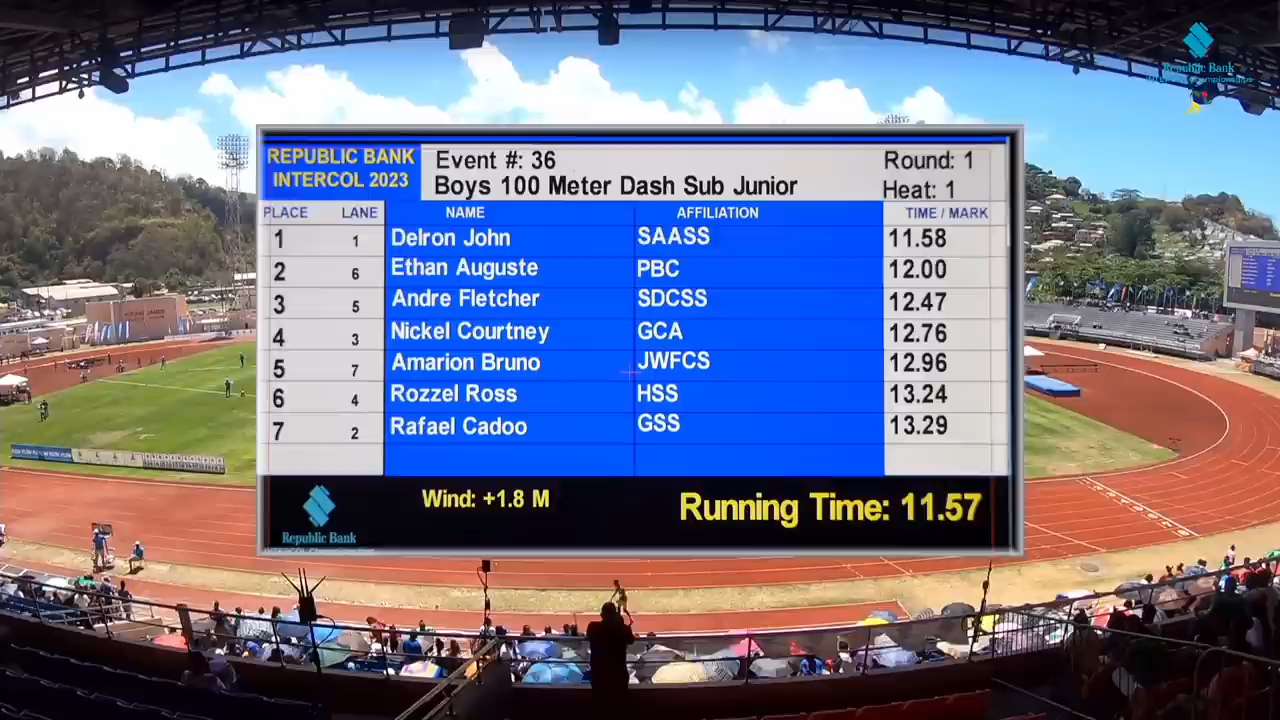 Republic Bank
REPUBLIC BANK
INTERCOL 2023
Event #: 36
Round: 1
Boys 100 Meter Dash Sub Junior
Heat: 1
PLACE LANE NAME AFFILIATION TIME / MARK
1 1 Delron John SAASS 11.58
2 6 Ethan Auguste PBC 12.00
3 5 Andre Fletcher SDCSS 12.47
4 3 Nickel Courtney GCA 12.76
5 7 Amarion Bruno JWFCS 12.96
6 4 Rozzel Ross HSS 13.24
7 2 Rafael Cadoo GSS 13.29
Wind: +1.8 M
Running Time: 11.57
Republic Bank